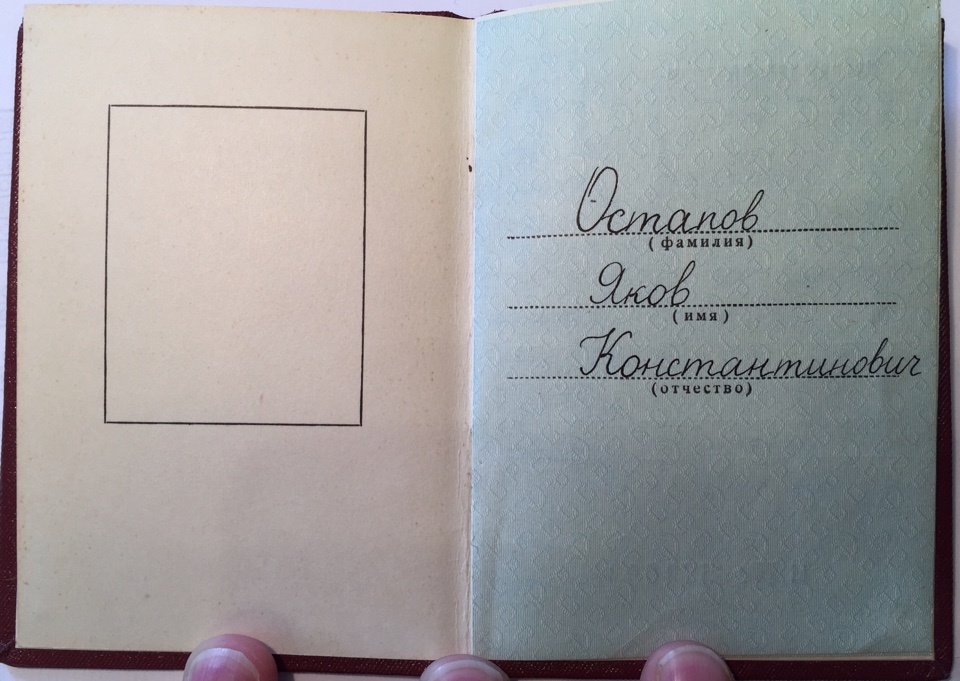 Остапов
(фамилия)
Яков
(имя)
Константинович
(отчество)